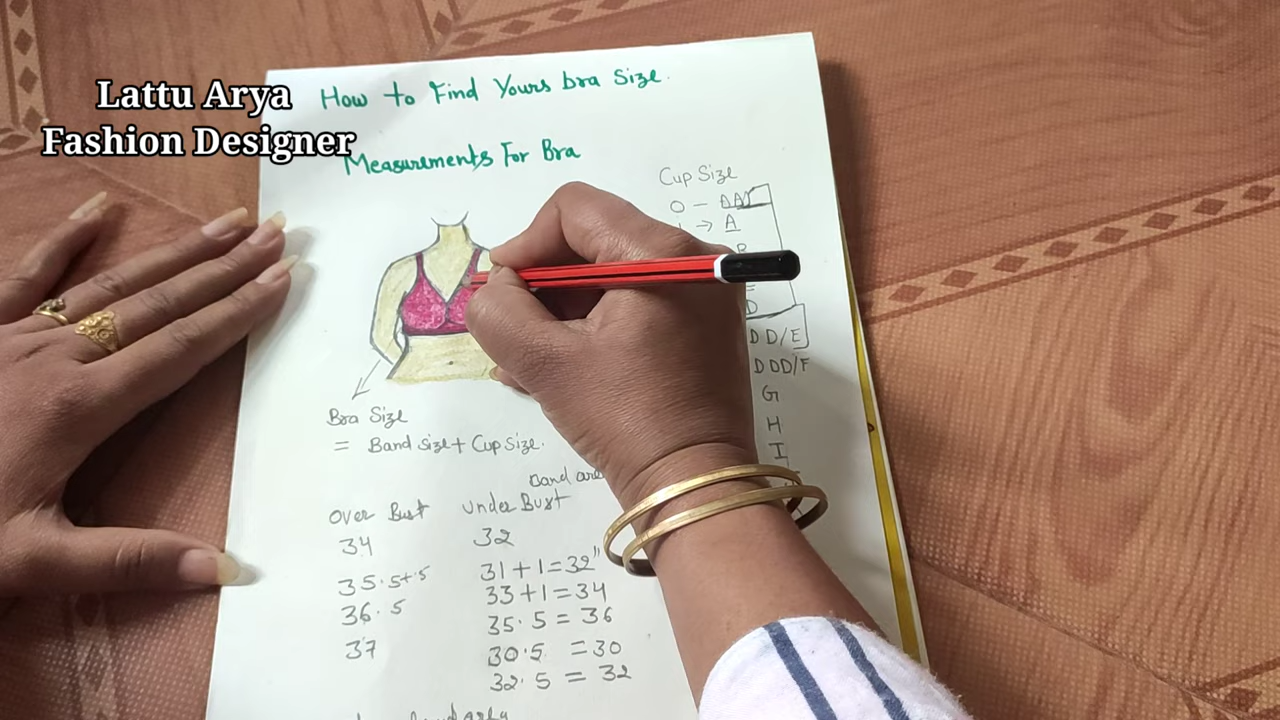 Lattu Arya
Fashion Designer
How to Find Yours bra Size.
Measurements For Bra
Cup Size
0 - AA
→ A
B
D
D D/E
D DD/F
G
H
I
Bra Size
= Band size + Cup Size.
Band are
Over Bust
Under Bust
34
32
35.5+.5
31+1=32"
36.5
33+1=34
37
35.5 = 36
30.5 = 30
32.5 = 32